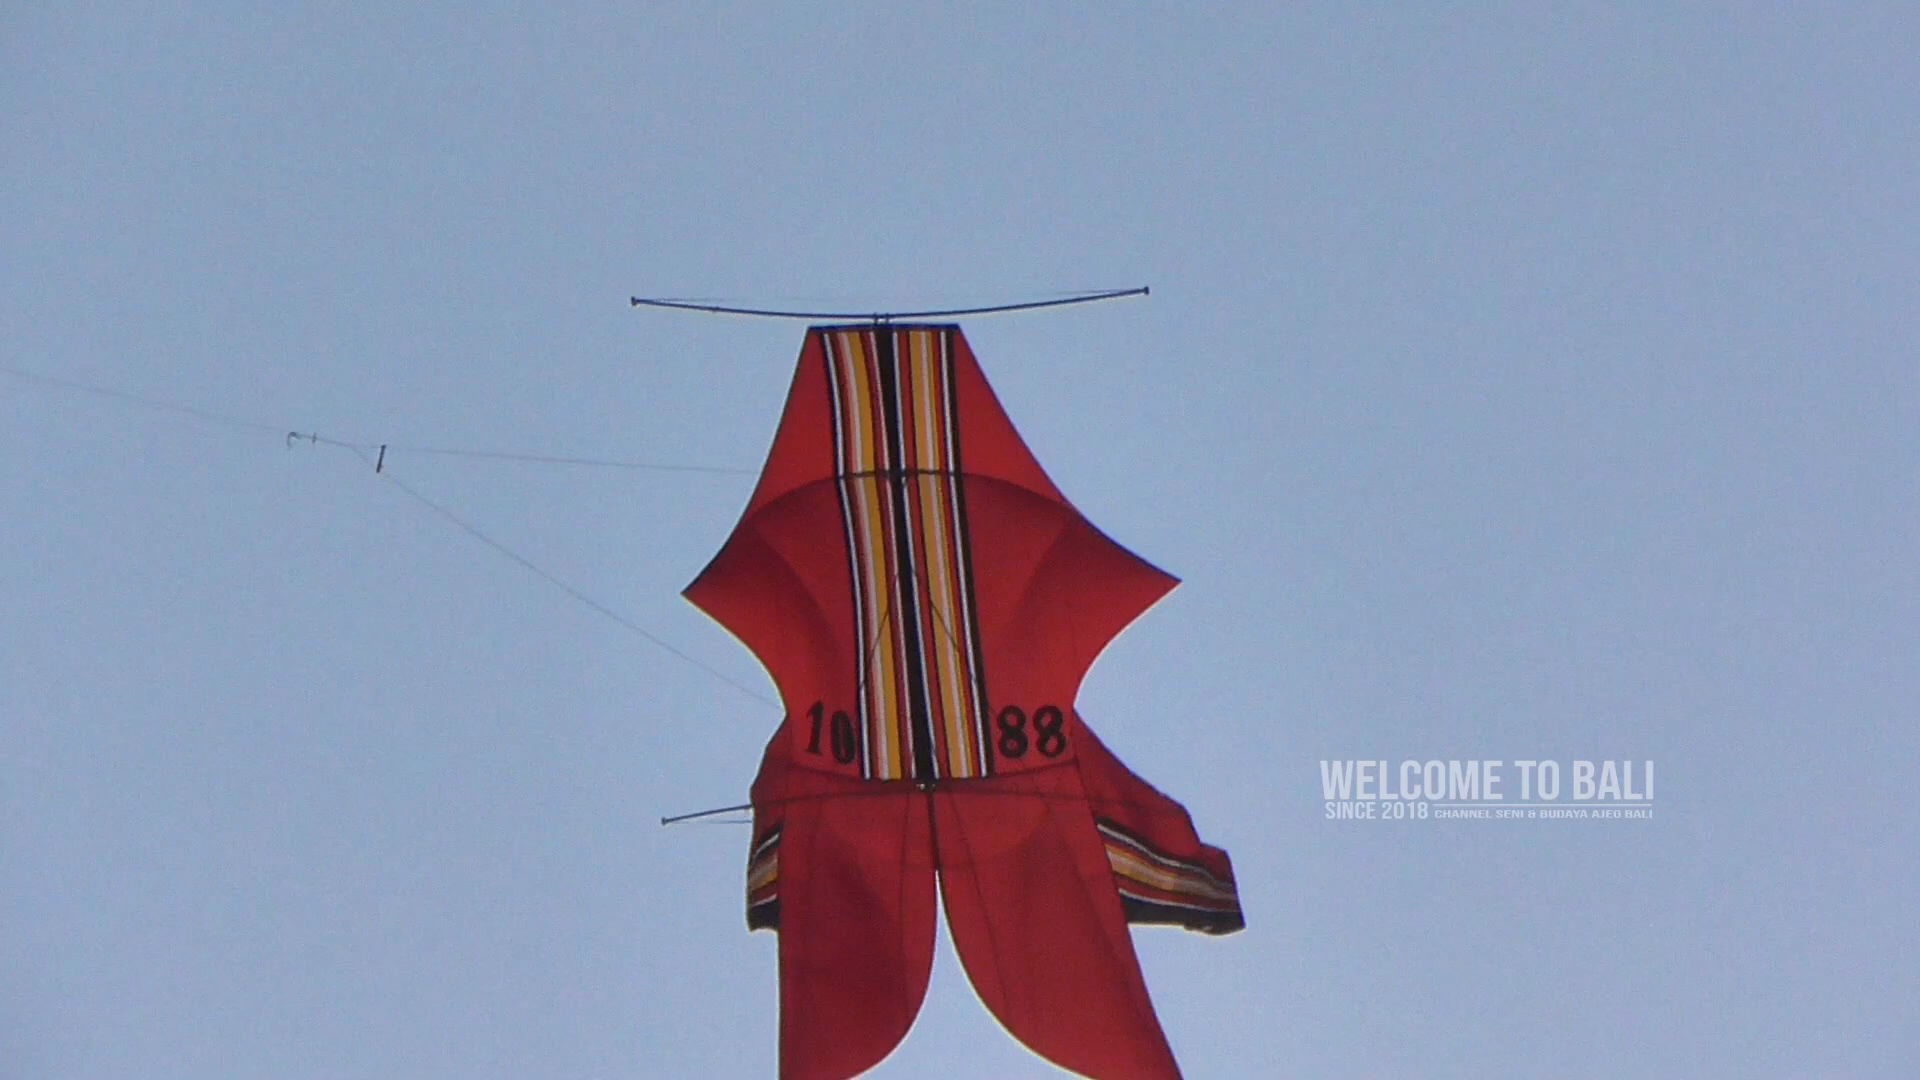 10 88
WELCOME TO BALI
SINCE 2018 CHANNEL SENI & BUDAYA AJEG BALI